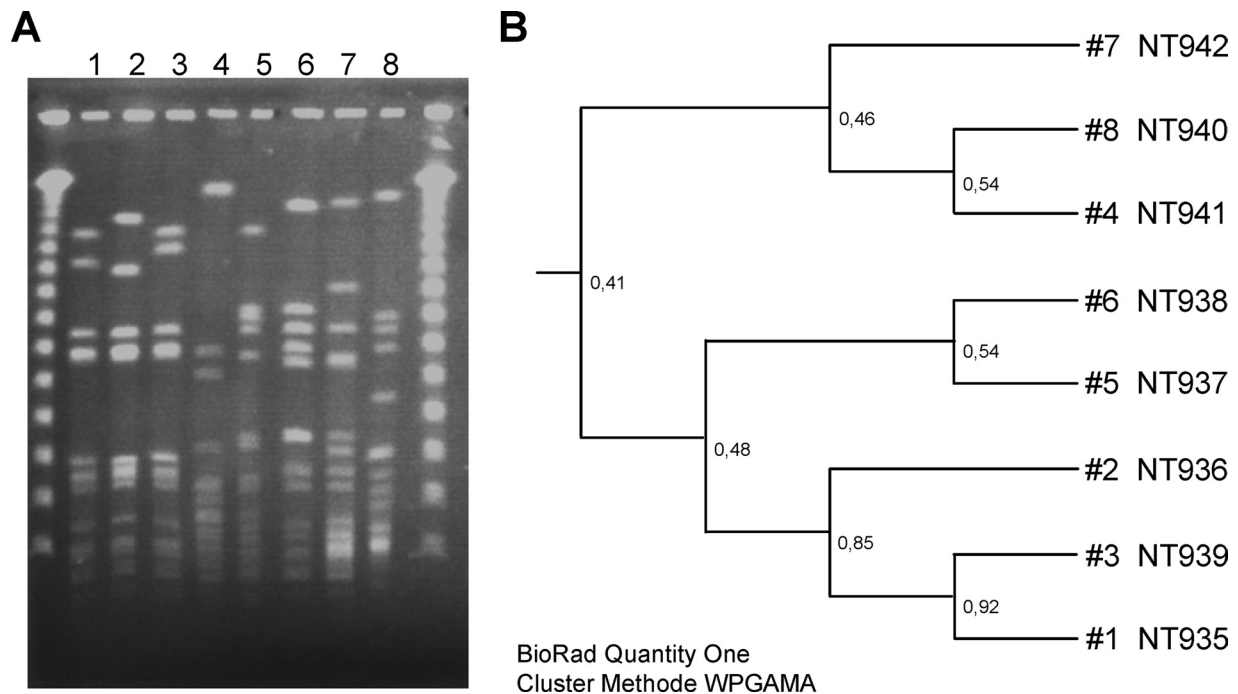 A
1 2 3 4 5 6 7 8
B
#7 NT942
0,46
#8 NT940
0,54
#4 NT941
0,41
#6 NT938
0,54
#5 NT937
0,48
#2 NT936
0,85
#3 NT939
0,92
#1 NT935
BioRad Quantity One
Cluster Methode WPGAMA